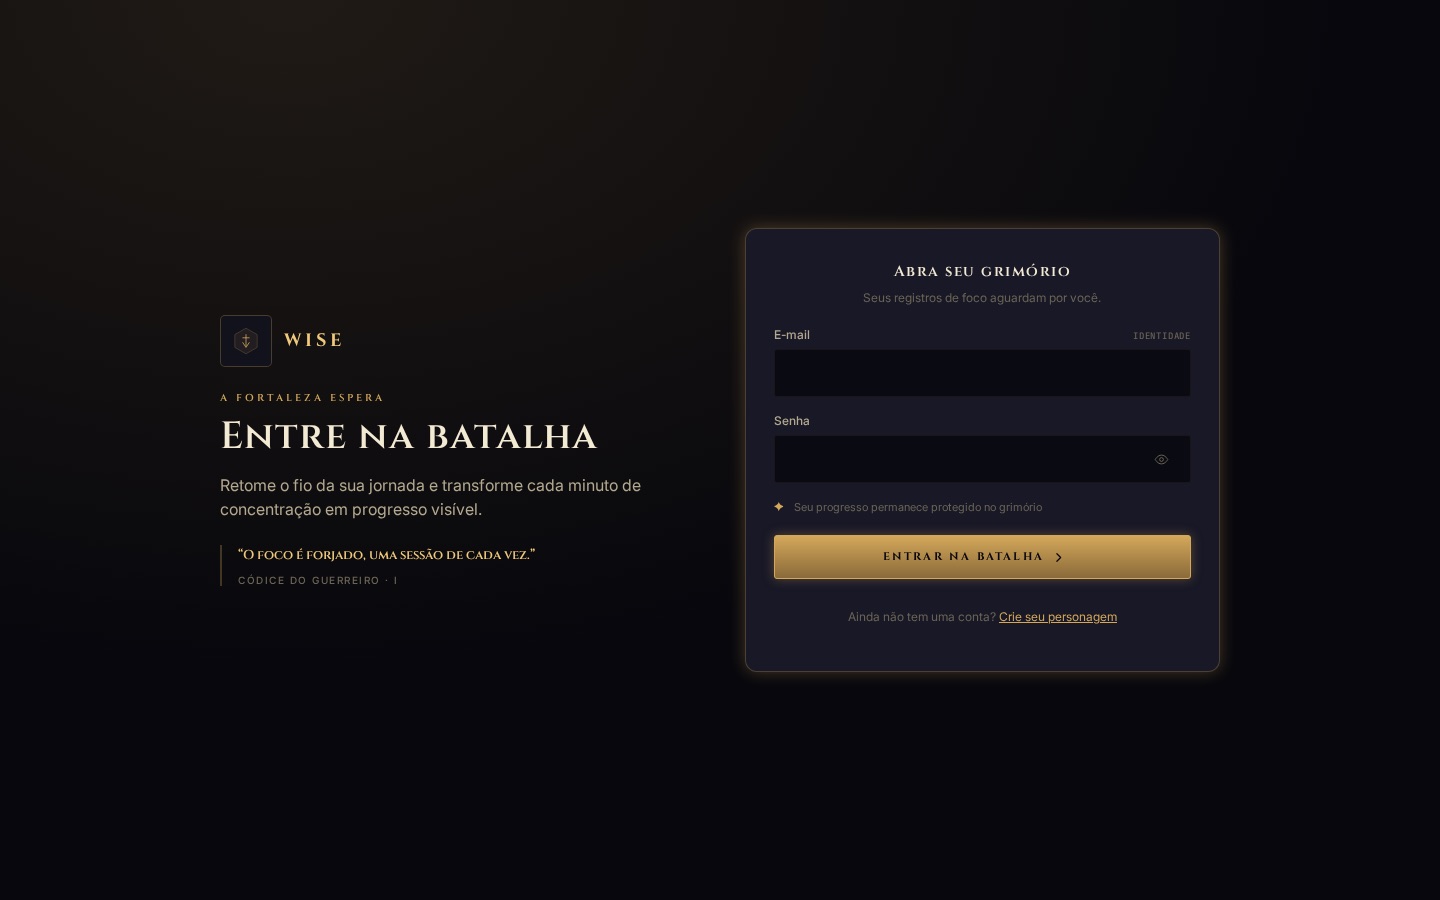 WISE
A FORTALEZA ESPERA
Entre na batalha
Retome o fio da sua jornada e transforme cada minuto de
concentração em progresso visível.
“O foco é forjado, uma sessão de cada vez.”
CÓDICE DO GUERREIRO · I
Abra seu grimório
Seus registros de foco aguardam por você.
E-mail IDENTIDADE
Senha
Seu progresso permanece protegido no grimório
ENTRAR NA BATALHA
Ainda não tem uma conta? Crie seu personagem